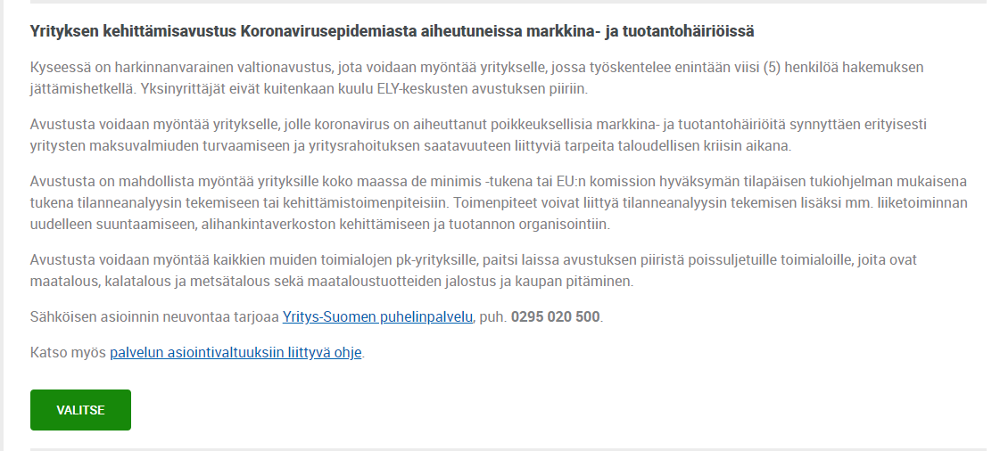 Yrityksen kehittämisavustus Koronavirusepidemiasta aiheutuneissa markkina- ja tuotantohäiriöissä
Kyseessä on harkinnanvarainen valtionavustus, jota voidaan myöntää yritykselle, jossa työskentelee enintään viisi (5) henkilöä hakemuksen
jättämishetkellä. Yksinyrittäjät eivät kuitenkaan kuulu ELY-keskusten avustuksen piiriin.
Avustusta voidaan myöntää yritykselle, jolle koronavirus on aiheuttanut poikkeuksellisia markkina- ja tuotantohäiriöitä synnyttäen erityisesti
yritysten maksuvalmiuden turvaamiseen ja yritysrahoituksen saatavuuteen liittyviä tarpeita taloudellisen kriisin aikana.
Avustusta on mahdollista myöntää yrityksille koko maassa de minimis -tukena tai EU:n komission hyväksymän tilapäisen tukiohjelman mukaisena
tukena tilanneanalyysin tekemiseen tai kehittämistoimenpiteisiin. Toimenpiteet voivat liittyä tilanneanalyysin tekemisen lisäksi mm. liiketoiminnan
uudelleen suuntaamiseen, alihankintaverkoston kehittämiseen ja tuotannon organisointiin.
Avustusta voidaan myöntää kaikkien muiden toimialojen pk-yrityksille, paitsi laissa avustuksen piiristä poissuljetuille toimialoille, joita ovat
maatalous, kalatalous ja metsätalous sekä maataloustuotteiden jalostus ja kaupan pitäminen.
Sähköisen asioinnin neuvontaa tarjoaa Yritys-Suomen puhelinpalvelu, puh. 0295 020 500.
Katso myös palvelun asiointivaltuuksiin liittyvä ohje.
VALITSE